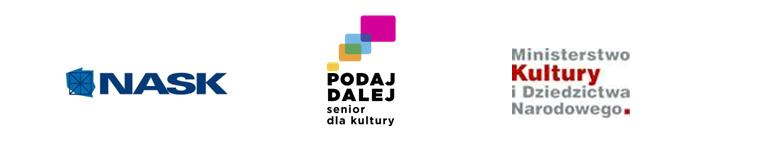 NASK
PODAJ
DALEJ
senior
dla kultury
Ministerstwo
Kultury
i Dziedzictwa
Narodowego.